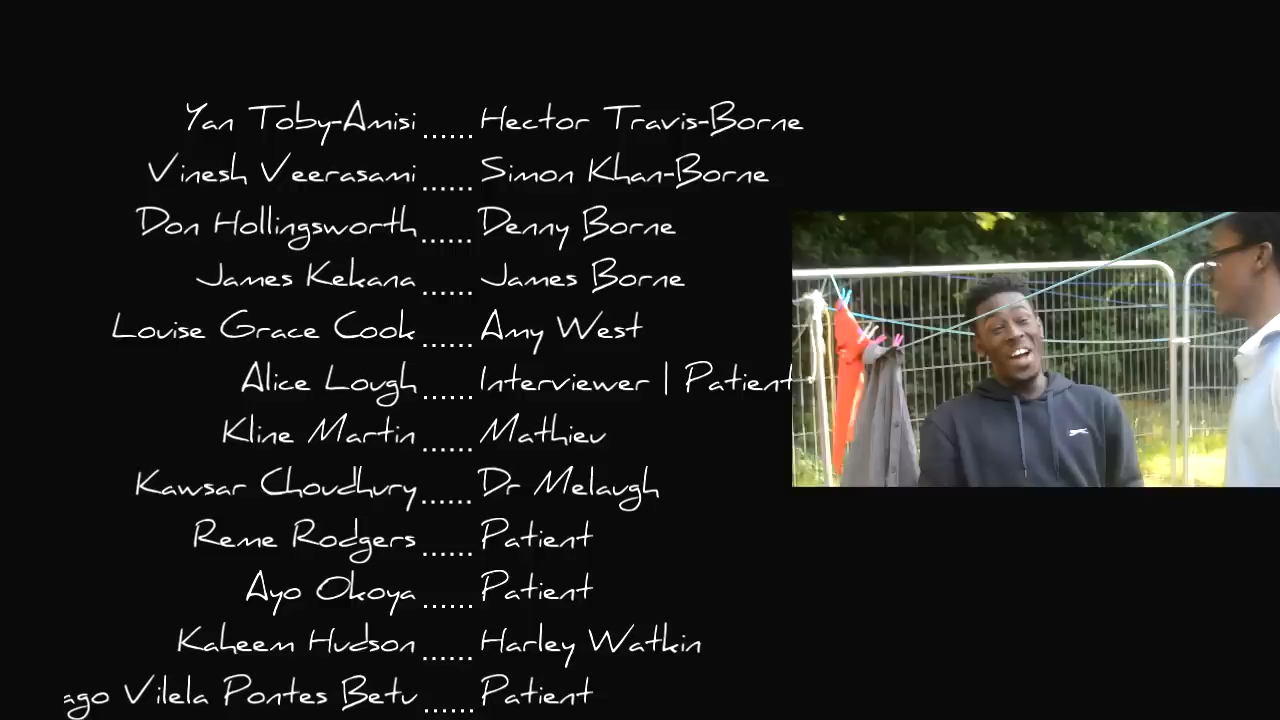 Yan Toby-Amisi ...... Hector Travis-Borne
Vinesh Veerasami ...... Simon Khan-Borne
Don Hollingsworth ...... Denny Borne
James Kekana ...... James Borne
Louise Grace Cook ...... Amy West
Alice Lough ...... Interviewer | Patient
Kline Martin ...... Mathieu
Kawsar Choudhury ...... Dr Melaugh
Reme Rodgers ...... Patient
Ayo Okoya ...... Patient
Kaheem Hudson ...... Harley Watkin
Vilela Pontes Betu ...... Patient